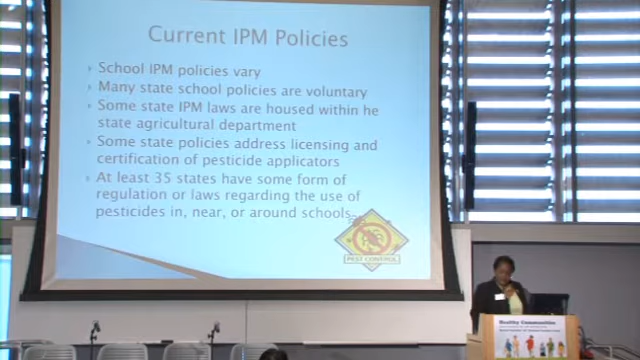 Current IPM Policies
School IPM policies vary
Many state school policies are voluntary
Some state IPM laws are housed within he
state agricultural department
Some state policies address licensing and
certification of pesticide applicators
At least 35 states have some form of
regulation or laws regarding the use of
pesticides in, near, or around schools
PEST CONTROL
Healthy Communities